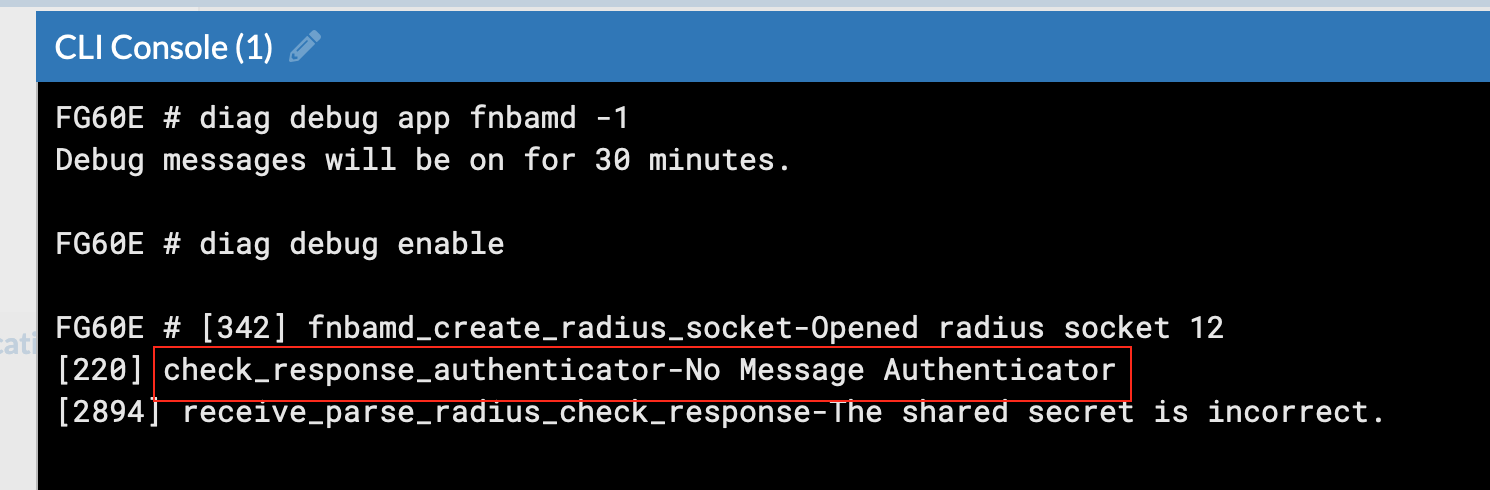 CLI Console (1)
FG60E # diag debug app fnbamd -1
Debug messages will be on for 30 minutes.
FG60E # diag debug enable
FG60E # [342] fnbamd_create_radius_socket-Opened radius socket 12
cati
[220] check_response_authenticator-No Message Authenticator
[2894] receive_parse_radius_check_response-The shared secret is incorrect.